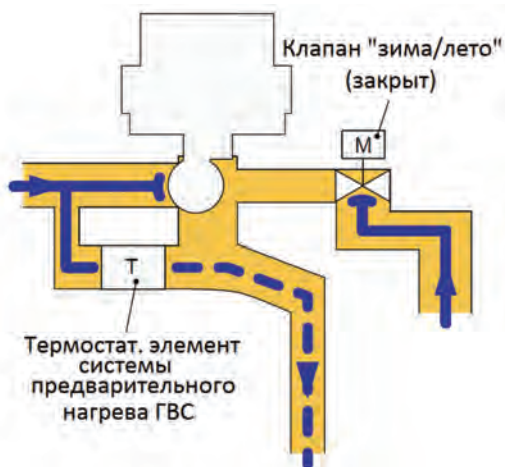 Клапан "зима/лето"
(закрыт)
М
Т
Термостат. элемент
системы
предварительного
нагрева ГВС